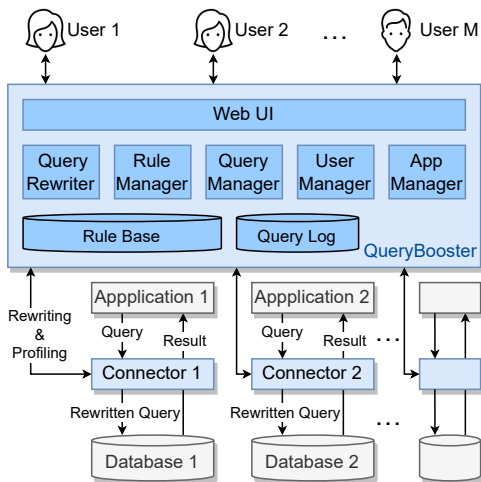 User 1
User 2
...
User M
Web UI
Query
Rewriter
Rule
Manager
Query
Manager
User
Manager
App
Manager
Rule Base
Query Log
QueryBooster
Rewriting
&
Profiling
Appplication 1
Appplication 2
Query
Result
Query
Result
...
Connector 1
Connector 2
Rewritten Query
Rewritten Query
...
Database 1
Database 2